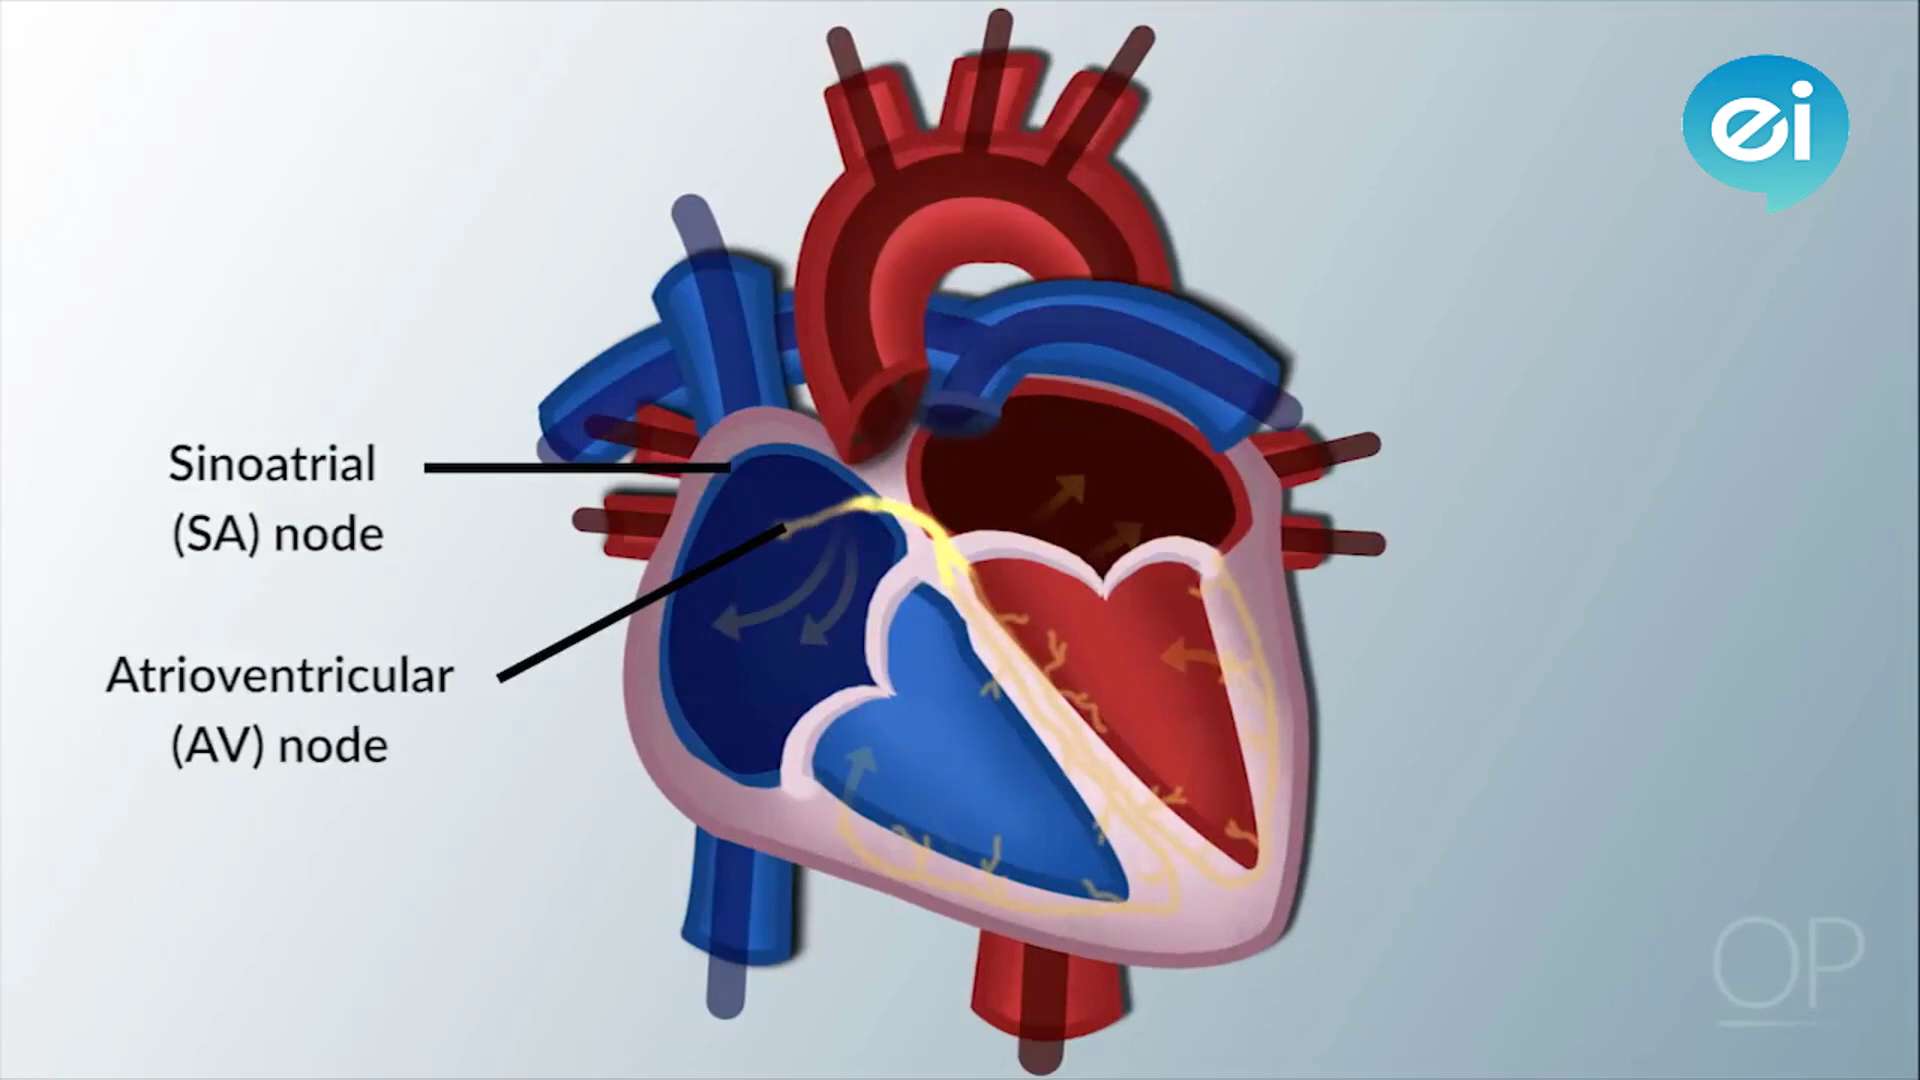 ei
Sinoatrial
(SA) node
Atrioventricular
(AV) node
OP